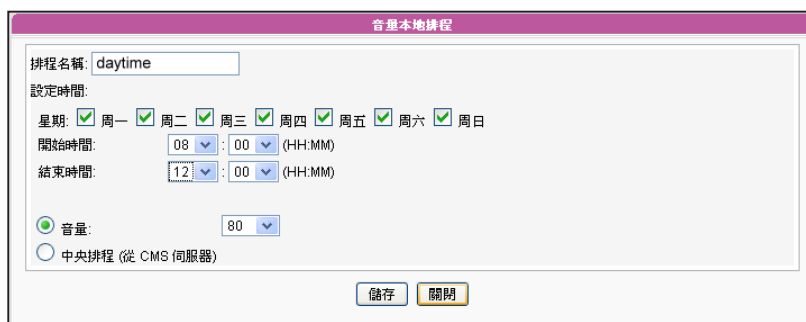 音量本地排程
排程名稱: daytime
設定時間:
星期: 周一 周二 周三 周四 周五 周六 周日
開始時間: 08 : 00 (HH:MM)
結束時間: 12 : 00 (HH:MM)
音量: 80
中央排程 (從 CMS 伺服器)
儲存 關閉